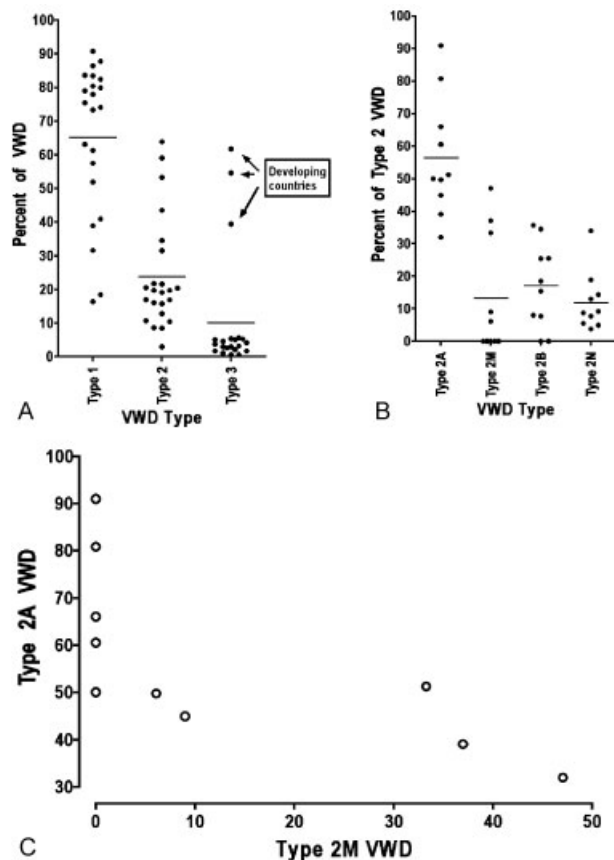 100
90
80
70
60
50
40
30
20
10
0
Percent of VWD
Developing
countries
Type 1
Type 2
Type 3
VWD Type
A
100
90
80
70
60
50
40
30
20
10
0
Percent of Type 2 VWD
Type 2A
Type 2M
Type 2B
Type 2N
VWD Type
B
100
90
80
70
60
50
40
30
Type 2A VWD
0
10
20
30
40
50
Type 2M VWD
C